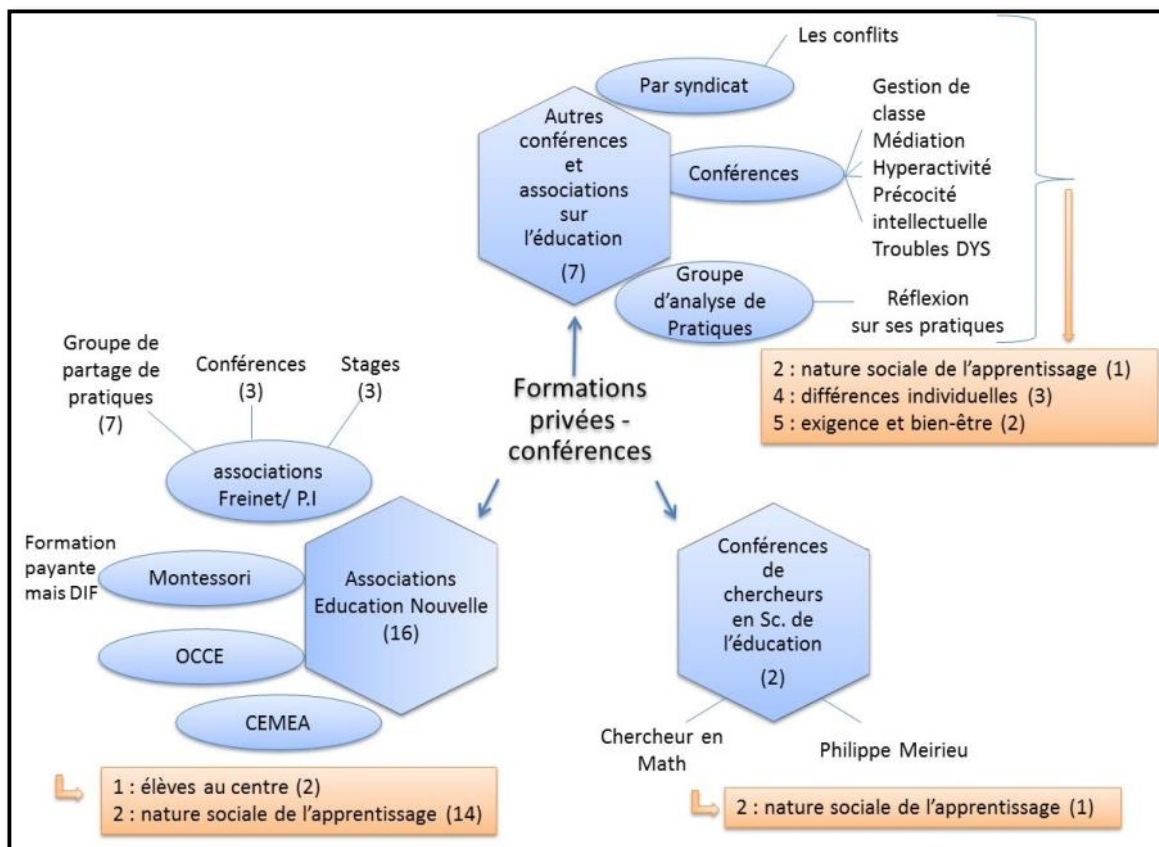 Les conflits
Par syndicat
Autres
conférences
et
associations
sur
l'éducation
(7)
Conférences
Gestion de
classe
Médiation
Hyperactivité
Précocité
intellectuelle
Troubles DYS
Groupe
d'analyse de
Pratiques
Réflexion
sur ses pratiques
2 : nature sociale de l'apprentissage (1)
4 : différences individuelles (3)
5 : exigence et bien-être (2)
Formations
privées -
conférences
Groupe de
partage de
pratiques
(7)
Conférences
(3)
Stages
(3)
associations
Freinet/ P.I
Formation
payante
mais DIF
Montessori
OCCE
CEMEA
Associations
Education Nouvelle
(16)
1 : élèves au centre (2)
2 : nature sociale de l'apprentissage (14)
Conférences
de
chercheurs
en Sc. de
l'éducation
(2)
Chercheur en
Math
Philippe Meirieu
2 : nature sociale de l'apprentissage (1)